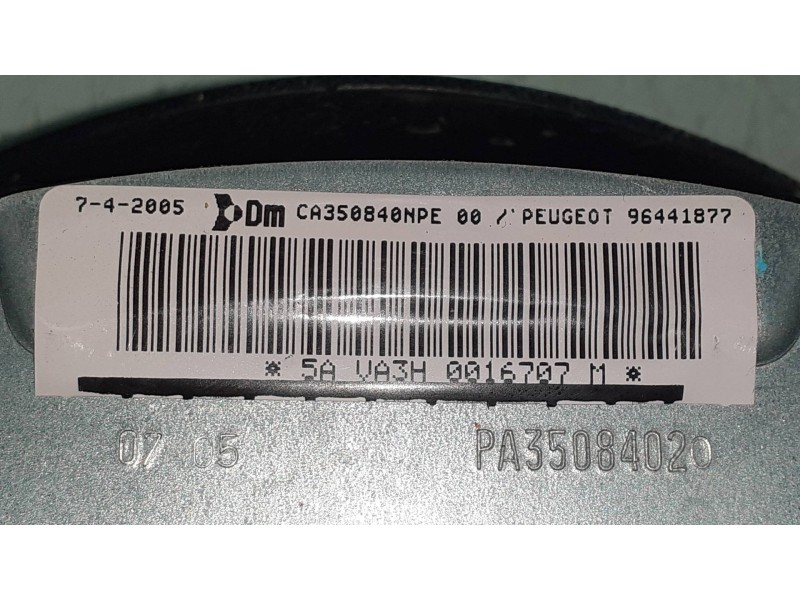 7-4-2005 Dm CA350840NPE 00 / PEUGEOT 96441877
* 5A VA3H 0016707 M *
07 05 PA35084020